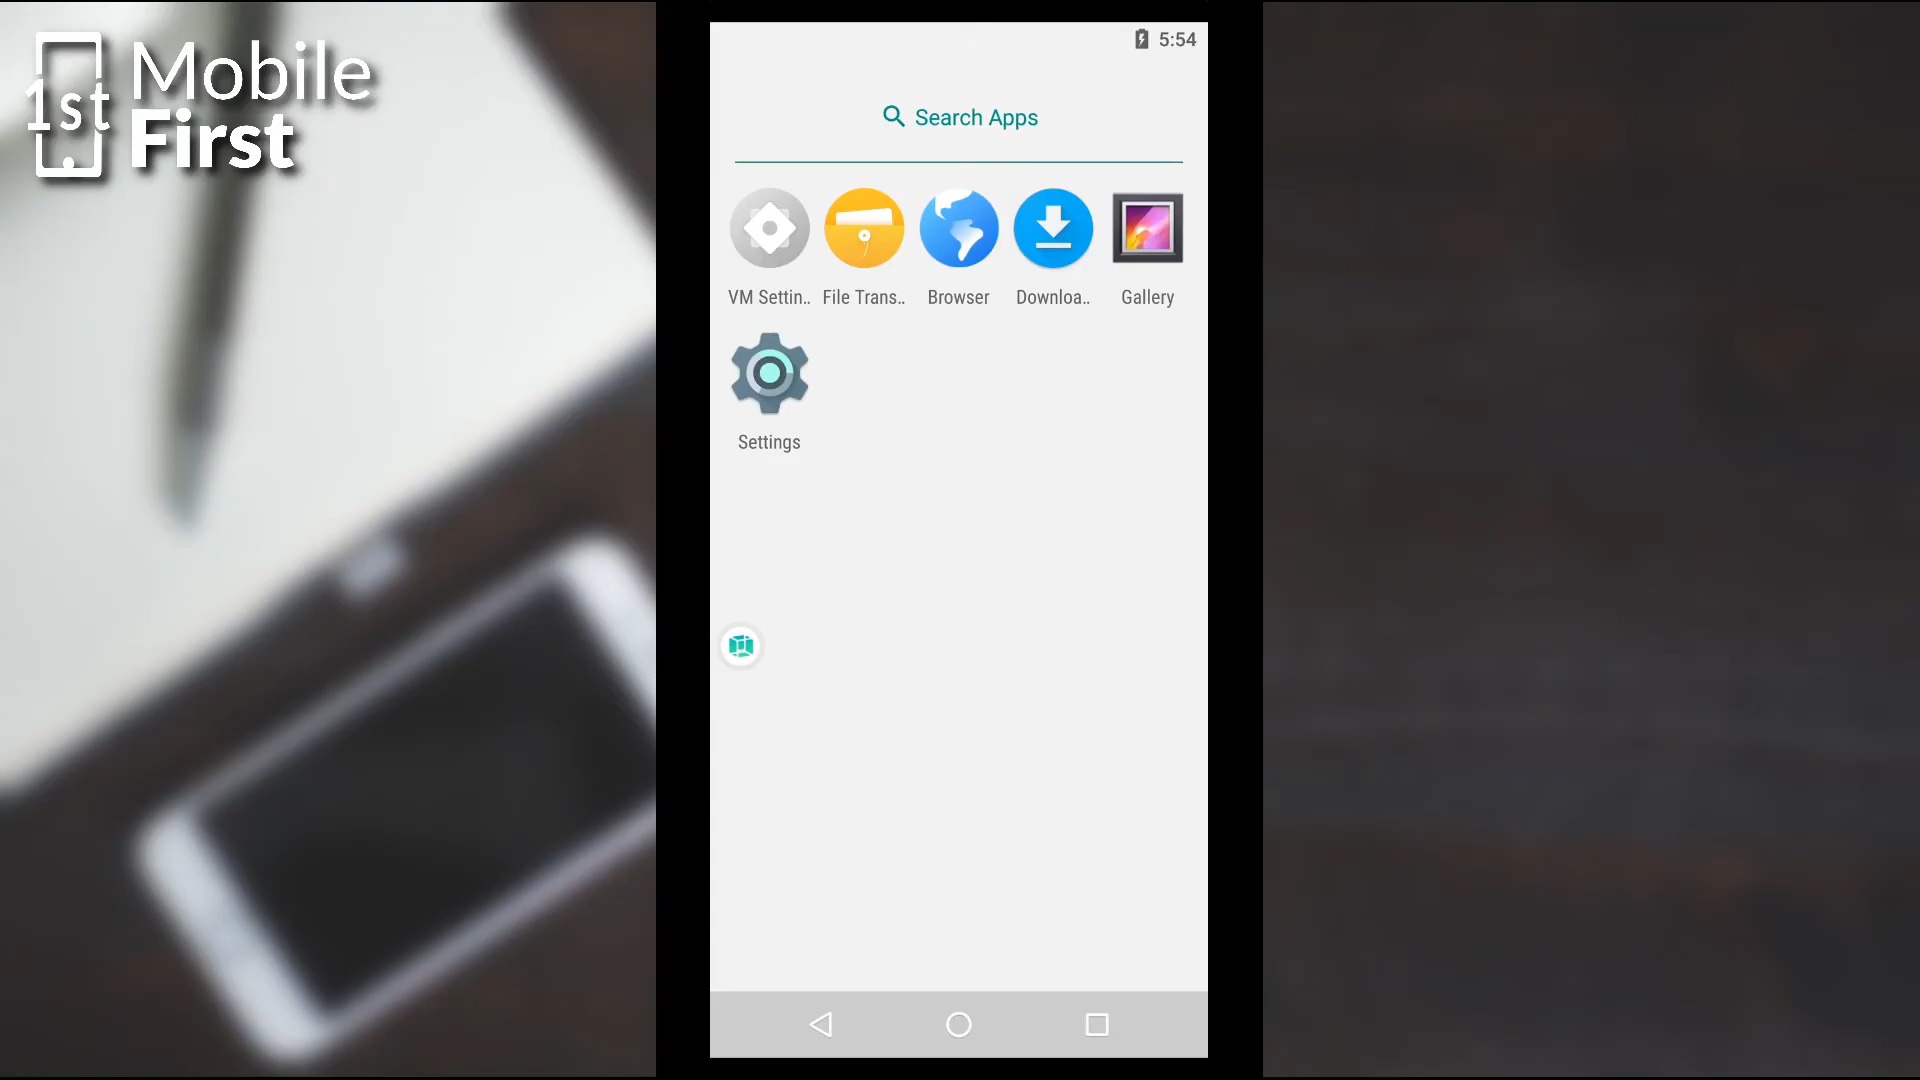 1st Mobile
First
5:54
Search Apps
VM Settin.. File Trans.. Browser Downloa.. Gallery
Settings